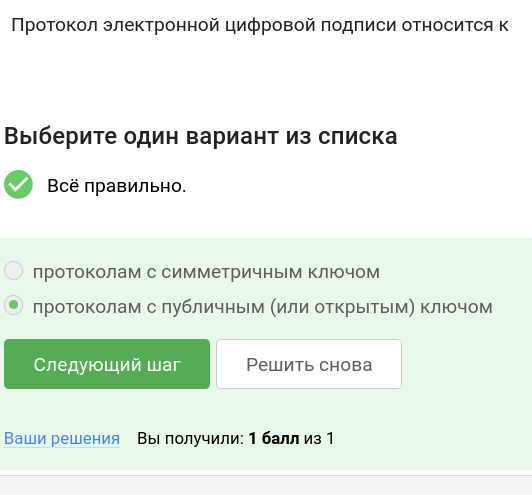 Протокол электронной цифровой подписи относится к
Выберите один вариант из списка
Всё правильно.
протоколам с симметричным ключом
протоколам с публичным (или открытым) ключом
Следующий шаг
Решить снова
Ваши решения
Вы получили: 1 балл из 1